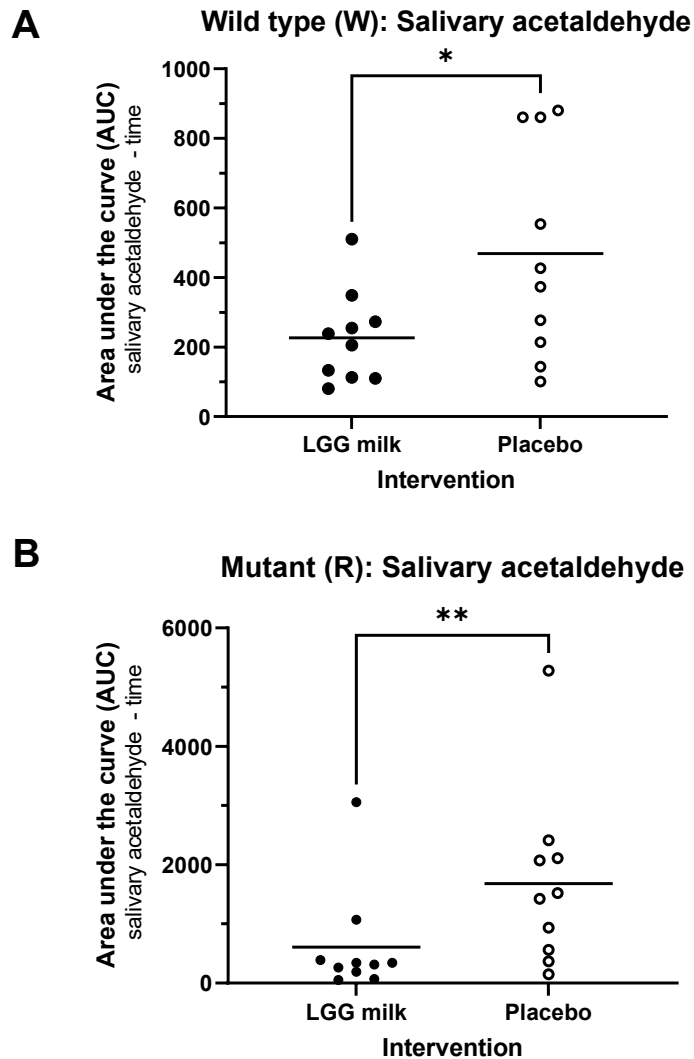 A
Wild type (W): Salivary acetaldehyde
*
Area under the curve (AUC)
salivary acetaldehyde - time
1000
800
600
400
200
0
LGG milk Placebo
Intervention
B
Mutant (R): Salivary acetaldehyde
**
Area under the curve (AUC)
salivary acetaldehyde - time
6000
4000
2000
0
LGG milk Placebo
Intervention